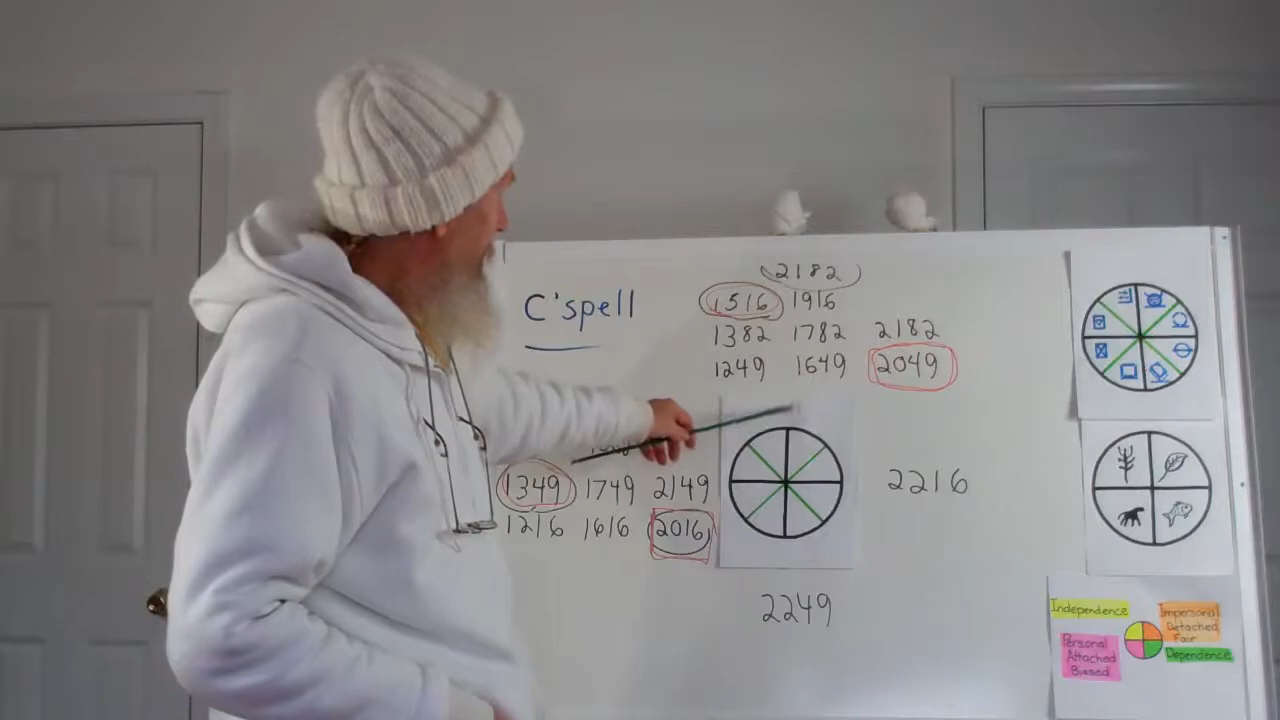 C'spell
2182
1516 1916
1382 1782 2182
1249 1649 2049
1349 1749 2149
1216 1616 2016
2216
2249
Independence
Impersonal
Detached
Fair
Personal
Attached
Biased
Dependence